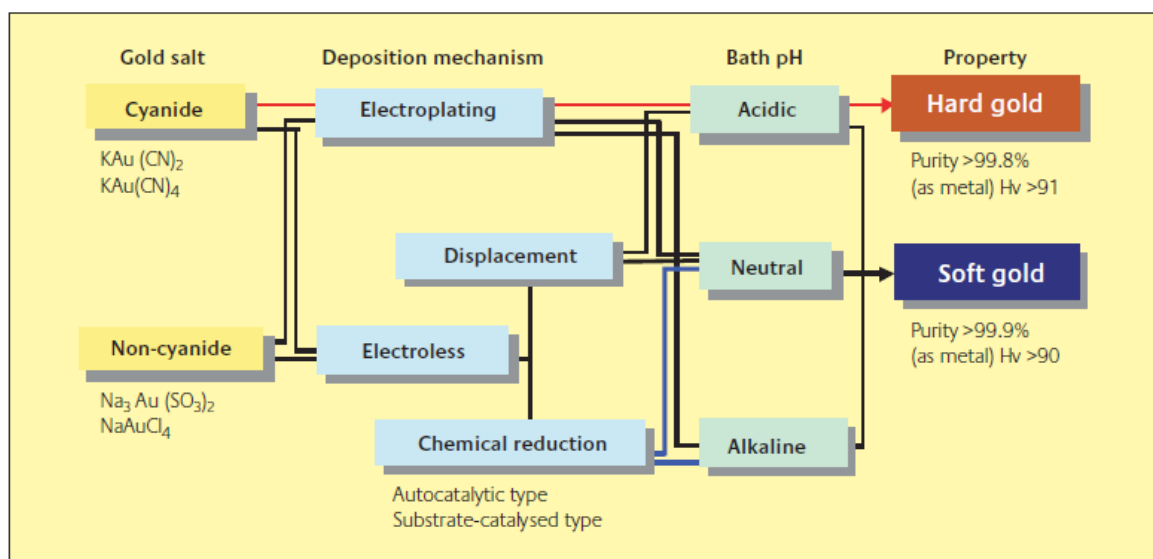 Gold salt
Deposition mechanism
Bath pH
Property
Cyanide
Electroplating
Acidic
Hard gold
KAu (CN)₂
KAu(CN)₄
Purity >99.8%
(as metal) Hv >91
Displacement
Neutral
Soft gold
Non-cyanide
Electroless
Purity >99.9%
(as metal) Hv >90
Na₃ Au (SO₃)₂
NaAuCl₄
Chemical reduction
Alkaline
Autocatalytic type
Substrate-catalysed type